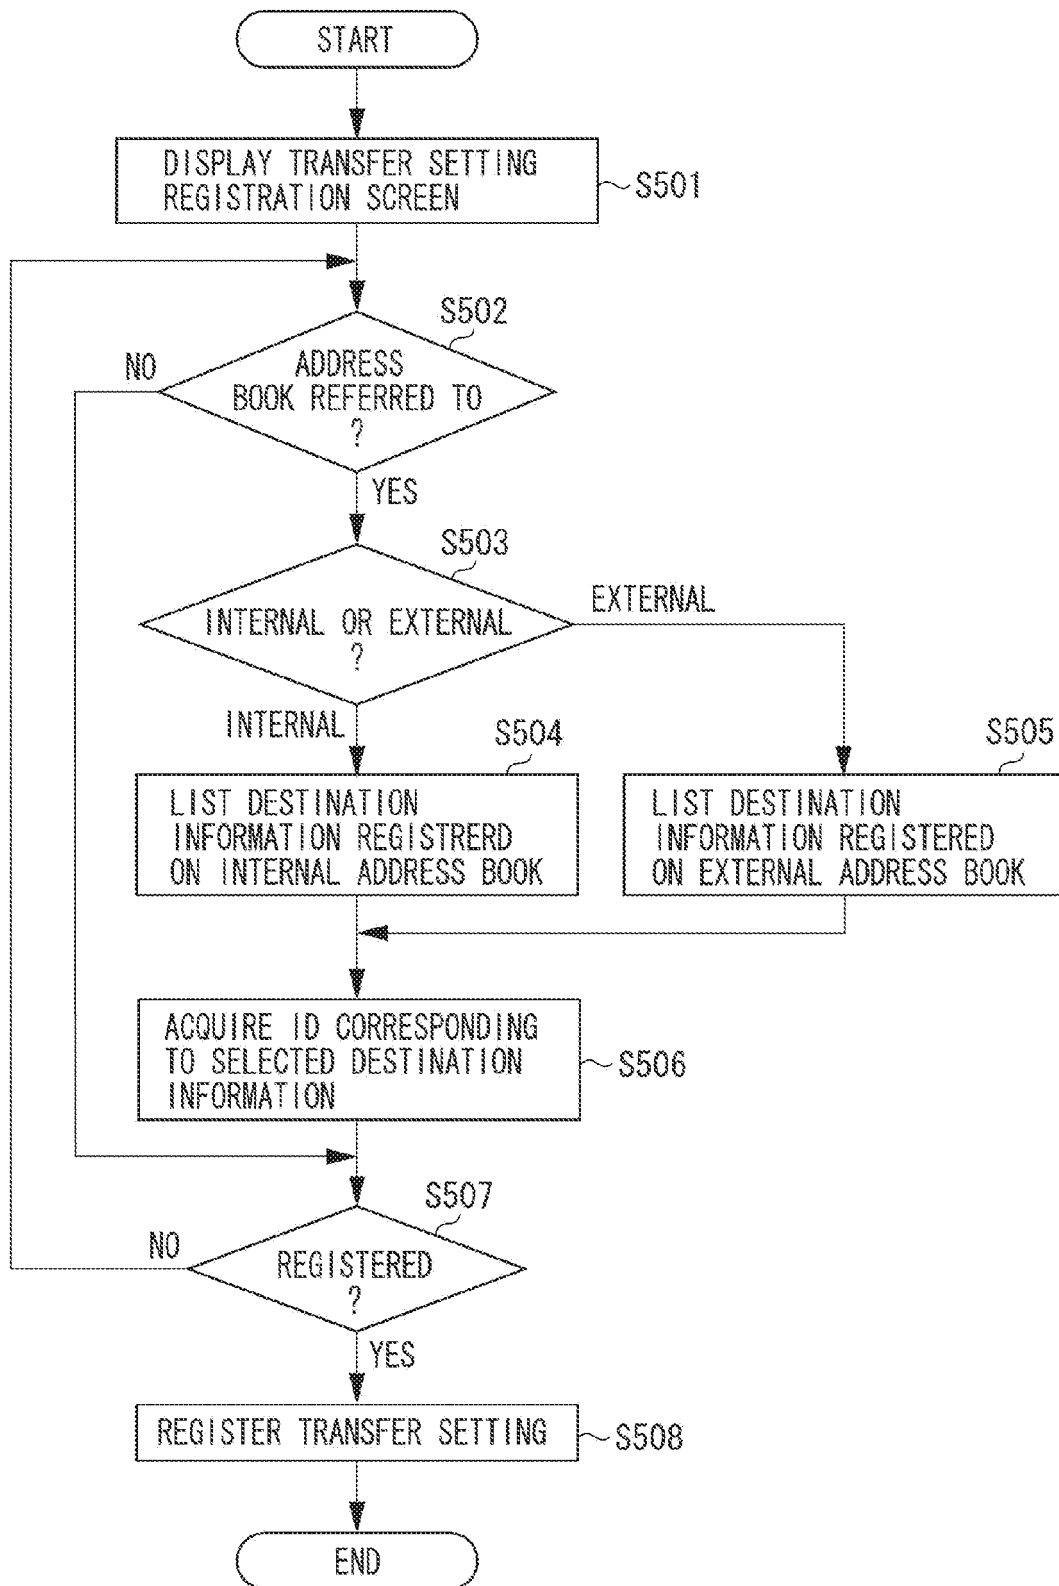 START
DISPLAY TRANSFER SETTING
REGISTRATION SCREEN
S501
S502
NO
ADDRESS
BOOK REFERRED TO
?
YES
S503
INTERNAL OR EXTERNAL
?
EXTERNAL
INTERNAL
S504
S505
LIST DESTINATION
INFORMATION REGISTRERD
ON INTERNAL ADDRESS BOOK
LIST DESTINATION
INFORMATION REGISTERED
ON EXTERNAL ADDRESS BOOK
ACQUIRE ID CORRESPONDING
TO SELECTED DESTINATION
INFORMATION
S506
S507
NO
REGISTERED
?
YES
REGISTER TRANSFER SETTING
S508
END